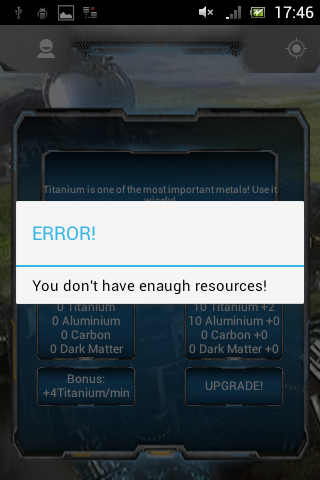 17:46
Titanium is one of the most important metals! Use it
wisely!
ERROR!
You don't have enaugh resources!
0 Titanium
0 Aluminium
0 Carbon
0 Dark Matter
10 Titanium +2
10 Aluminium +0
0 Carbon +0
0 Dark Matter +0
Bonus:
+4Titanium/min
UPGRADE!